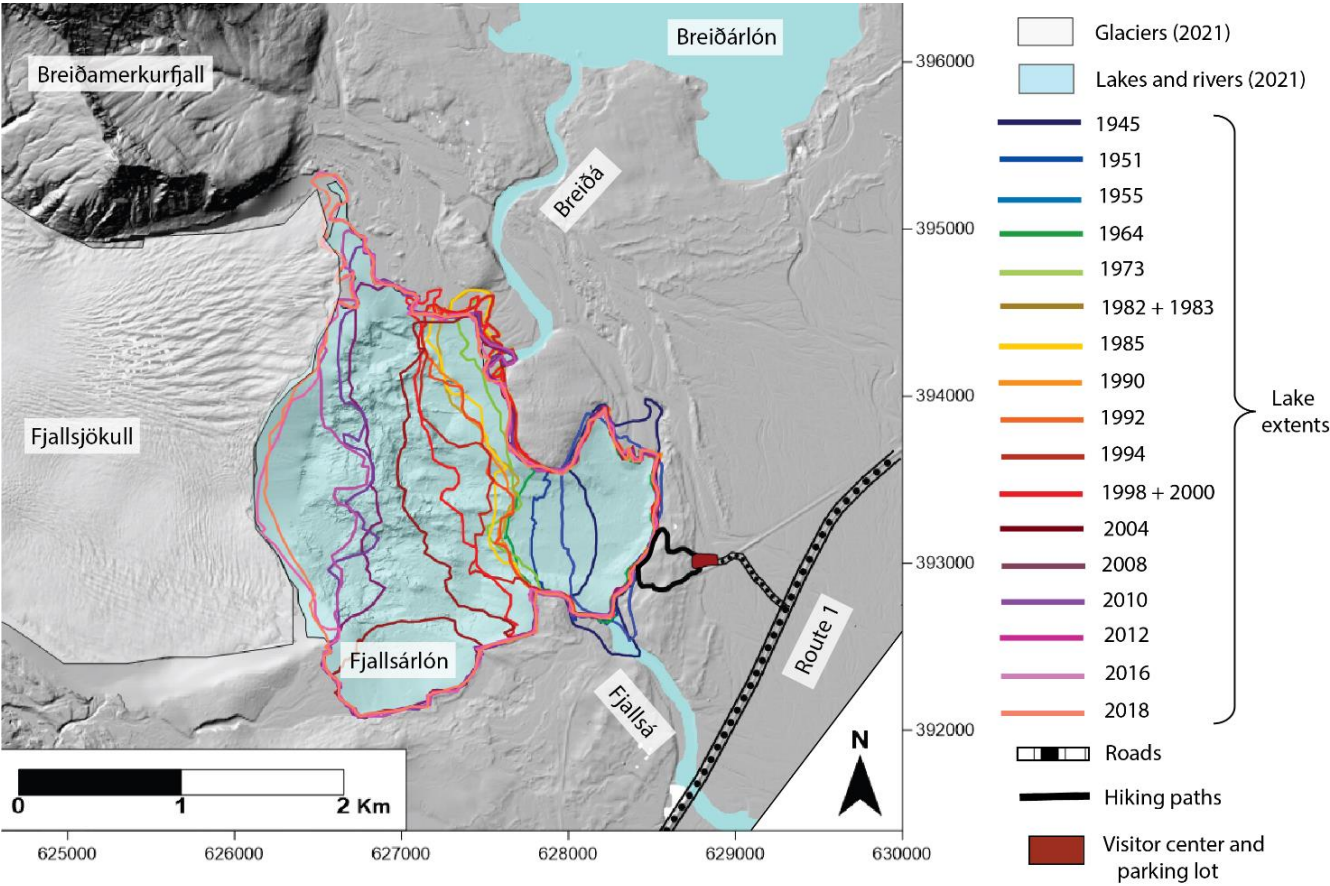 Breiðárlón
Breiðamerkurfjall
Breiðá
Fjallsjökull
Fjallsárlón
Fjallsá
Route 1
N
0
1
2 Km
396000
395000
394000
393000
392000
625000
626000
627000
628000
629000
630000
Glaciers (2021)
Lakes and rivers (2021)
1945
1951
1955
1964
1973
1982 + 1983
1985
1990
1992
1994
1998 + 2000
2004
2008
2010
2012
2016
2018
Lake
extents
Roads
Hiking paths
Visitor center and
parking lot